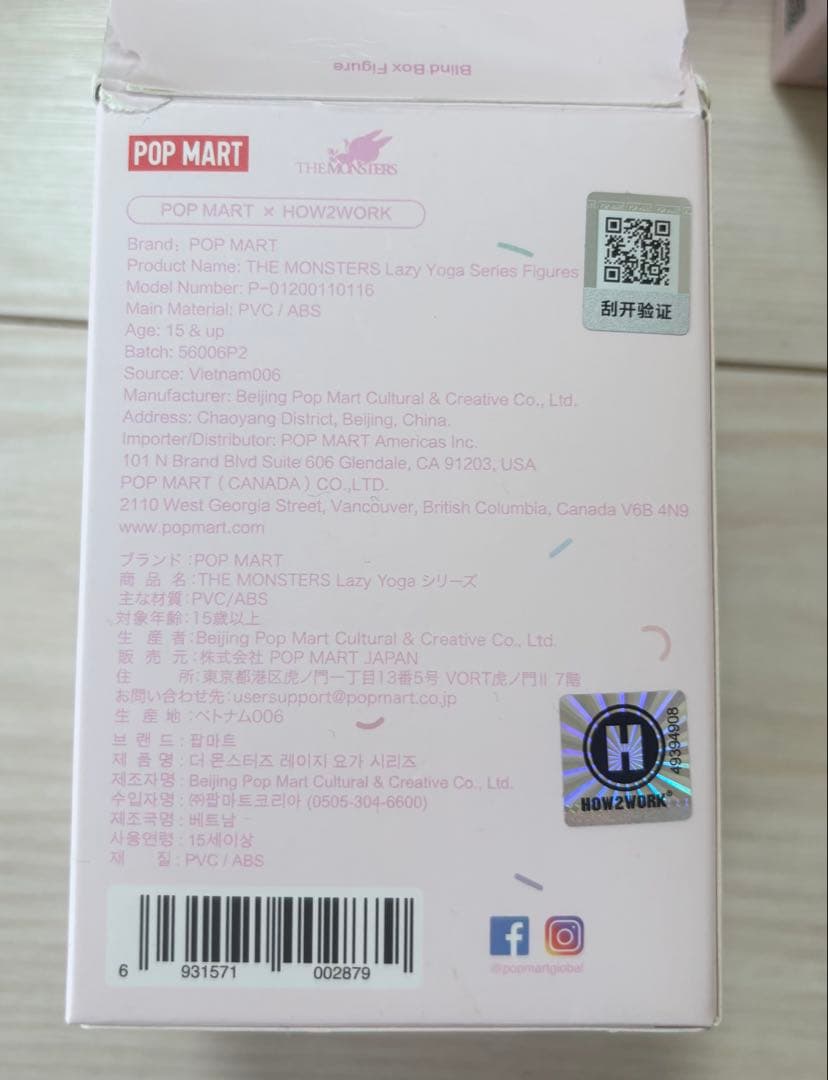 Blind Box Figure
POP MART
THE MONSTERS
POP MART × HOW2WORK
Brand: POP MART
Product Name: THE MONSTERS Lazy Yoga Series Figures
Model Number: P-01200110116
Main Material: PVC / ABS
Age: 15 & up
Batch: 56006P2
Source: Vietnam006
Manufacturer: Beijing Pop Mart Cultural & Creative Co., Ltd.
Address: Chaoyang District, Beijing, China.
Importer/Distributor: POP MART Americas Inc.
101 N Brand Blvd Suite 606 Glendale, CA 91203, USA
POP MART ( CANADA ) CO.,LTD.
2110 West Georgia Street, Vancouver, British Columbia, Canada V6B 4N9
www.popmart.com
刮开验证
ブランド:POP MART
商 品 名:THE MONSTERS Lazy Yoga シリーズ
主な材質:PVC/ABS
対象年齢:15歳以上
生 産 者:Beijing Pop Mart Cultural & Creative Co., Ltd.
販 売 元:株式会社 POP MART JAPAN
住 所:東京都港区虎ノ門一丁目13番5号 VORT虎ノ門Ⅱ 7階
お問い合わせ先:usersupport@popmart.co.jp
生 産 地:ベトナム006
브 랜 드 : 팝마트
제 품 명 : 더 몬스터즈 레이지 요가 시리즈
제조자명 : Beijing Pop Mart Cultural & Creative Co., Ltd.
수입자명 : ㈜팝마트코리아 (0505-304-6600)
제조국명 : 베트남
사용연령 : 15세이상
재 질 : PVC / ABS
H
HOW2WORK®
49394908
6 931571 002879
@popmartglobal